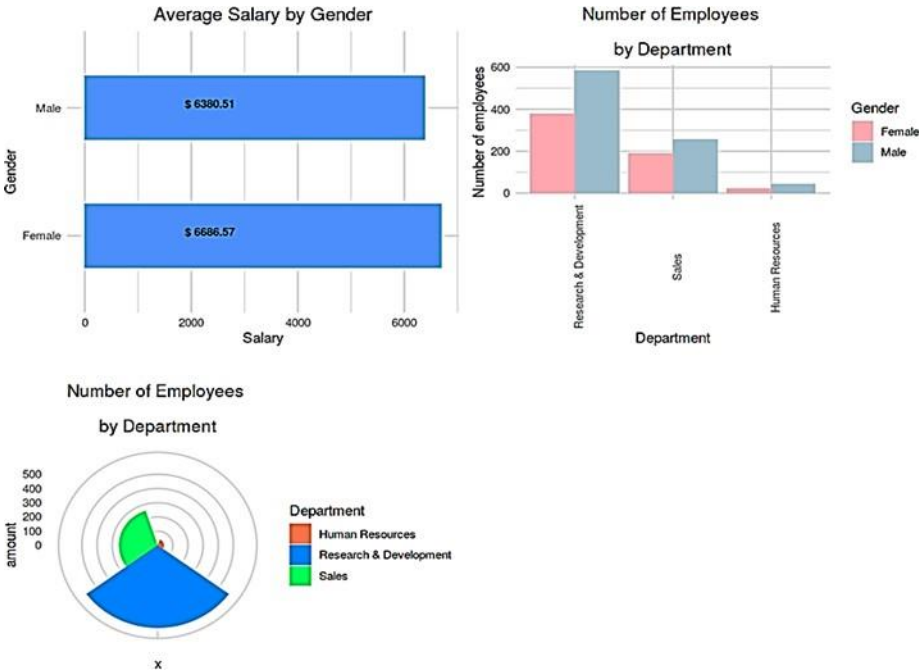 Average Salary by Gender
Gender
Male
$ 6380.51
Female
$ 6686.57
0 2000 4000 6000
Salary
Number of Employees
by Department
Number of employees
600
400
200
0
Research & Development
Sales
Human Resources
Department
Gender
Female
Male
Number of Employees
by Department
amount
500
400
300
200
100
0
x
Department
Human Resources
Research & Development
Sales